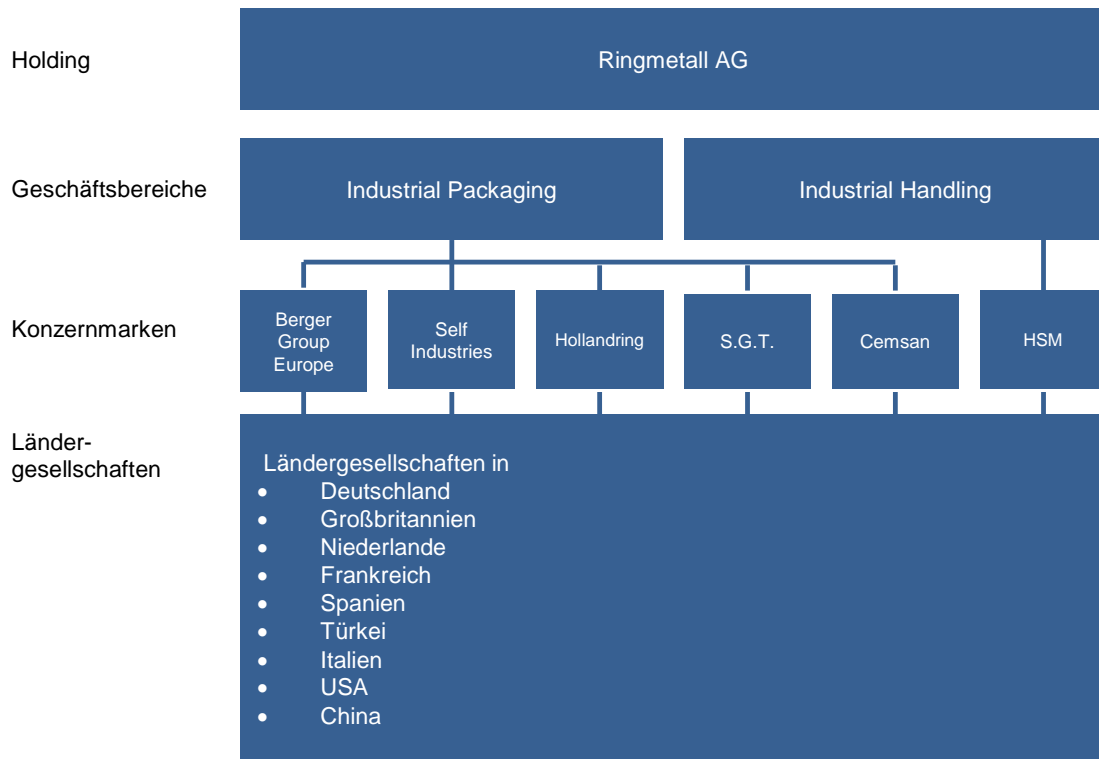 Holding
Ringmetall AG
Geschäftsbereiche
Industrial Packaging
Industrial Handling
Konzernmarken
Berger
Group
Europe
Self
Industries
Hollandring
S.G.T.
Cemsan
HSM
Länder-
gesellschaften
Ländergesellschaften in
• Deutschland
• Großbritannien
• Niederlande
• Frankreich
• Spanien
• Türkei
• Italien
• USA
• China